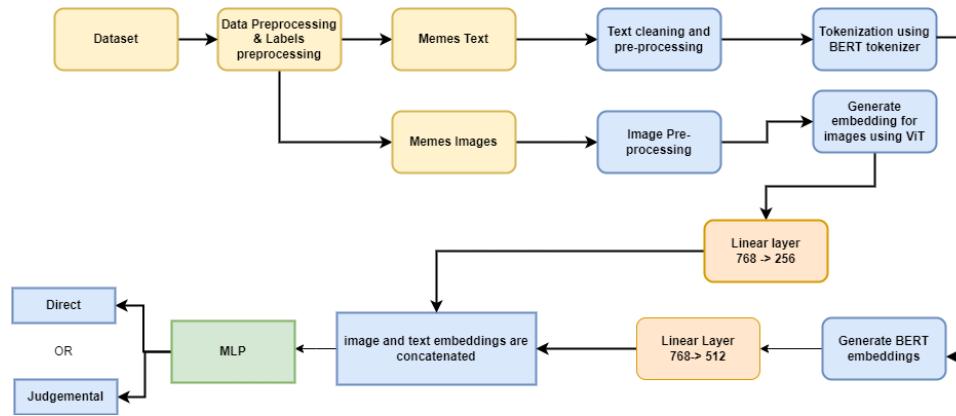 Dataset
Data Preprocessing
& Labels
preprocessing
Memes Text
Text cleaning and
pre-processing
Tokenization using
BERT tokenizer
Memes Images
Image Pre-
processing
Generate
embedding for
images using ViT
Linear layer
768 -> 256
Direct
OR
Judgemental
MLP
image and text embeddings are
concatenated
Linear Layer
768-> 512
Generate BERT
embeddings